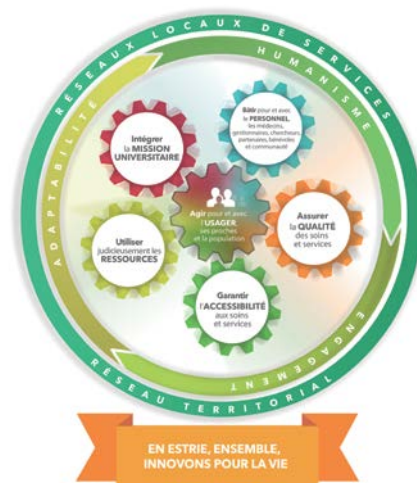 RÉSEAUX LOCAUX DE SERVICES
HUMANISME
ADAPTABILITÉ
Intégrer
la MISSION
UNIVERSITAIRE
Bâtir pour et avec
le PERSONNEL,
les médecins,
gestionnaires, chercheurs,
partenaires, bénévoles
et communauté
Agir pour et avec
l'USAGER,
ses proches
et la population
Assurer
la QUALITÉ
des soins
et services
Utiliser
judicieusement les
RESSOURCES
Garantir
l'ACCESSIBILITÉ
aux soins
et services
ENGAGEMENT
RÉSEAU TERRITORIAL
EN ESTRIE, ENSEMBLE,
INNOVONS POUR LA VIE